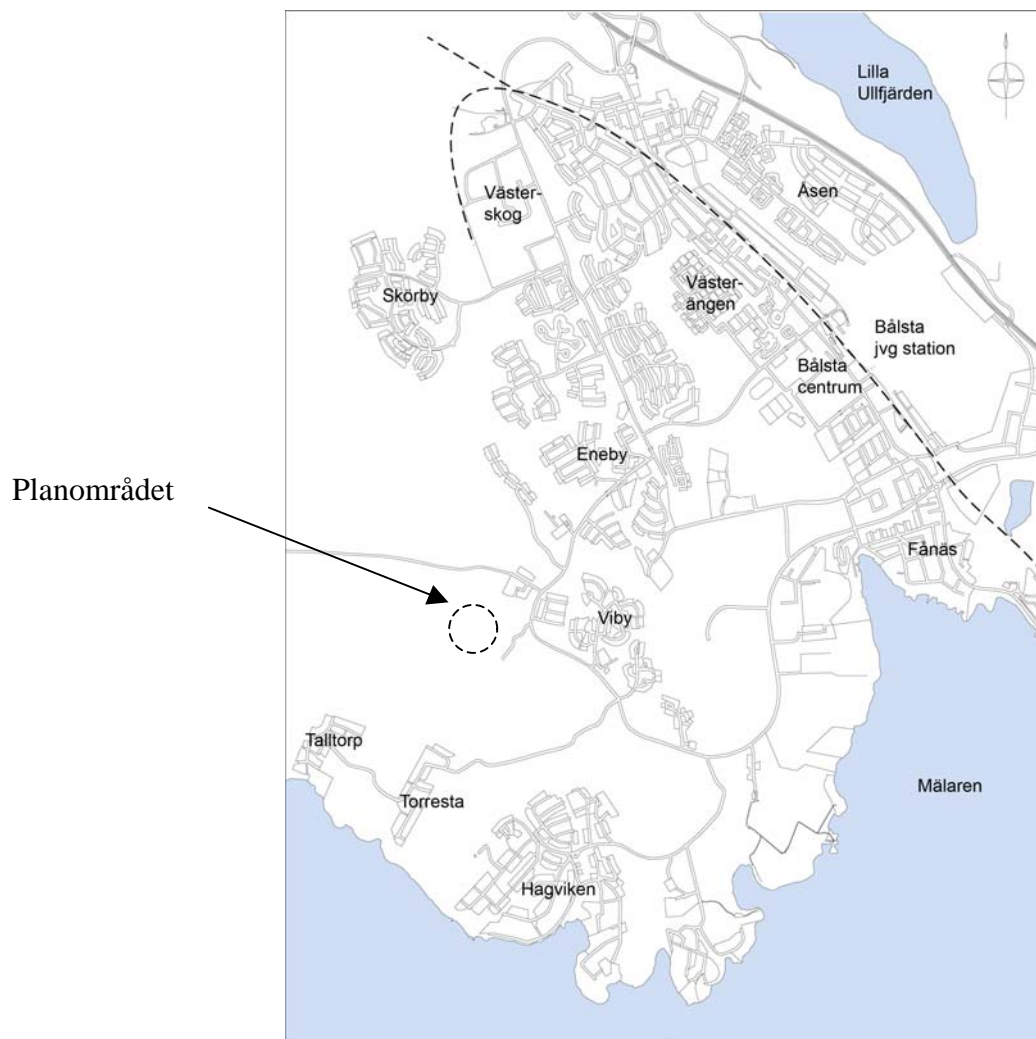 Lilla
Ullfjärden
Åsen
Väster-
skog
Skörby
Väster-
ängen
Bålsta
jvg station
Bålsta
centrum
Eneby
Planområdet
Fånäs
Viby
Talltorp
Torresta
Mälaren
Hagviken